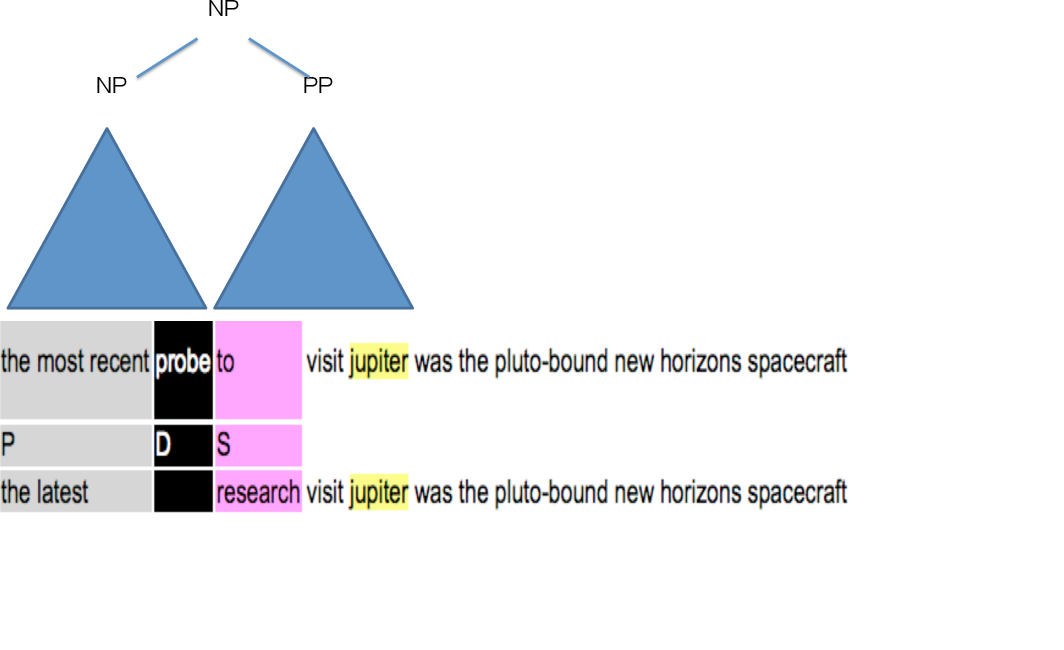 NP
NP PP
the most recent probe to visit jupiter was the pluto-bound new horizons spacecraft
P D S
the latest research visit jupiter was the pluto-bound new horizons spacecraft